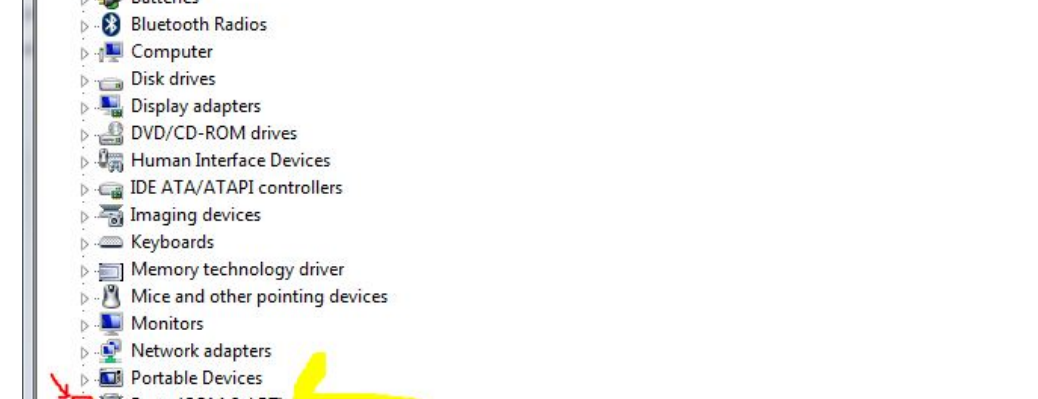 Batteries
Bluetooth Radios
Computer
Disk drives
Display adapters
DVD/CD-ROM drives
Human Interface Devices
IDE ATA/ATAPI controllers
Imaging devices
Keyboards
Memory technology driver
Mice and other pointing devices
Monitors
Network adapters
Portable Devices